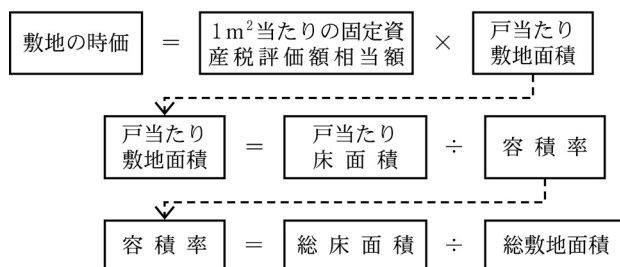 敷地の時価 = 1m²当たりの固定資産税評価額相当額 × 戸当たり敷地面積
戸当たり敷地面積 = 戸当たり床面積 ÷ 容積率
容積率 = 総床面積 ÷ 総敷地面積